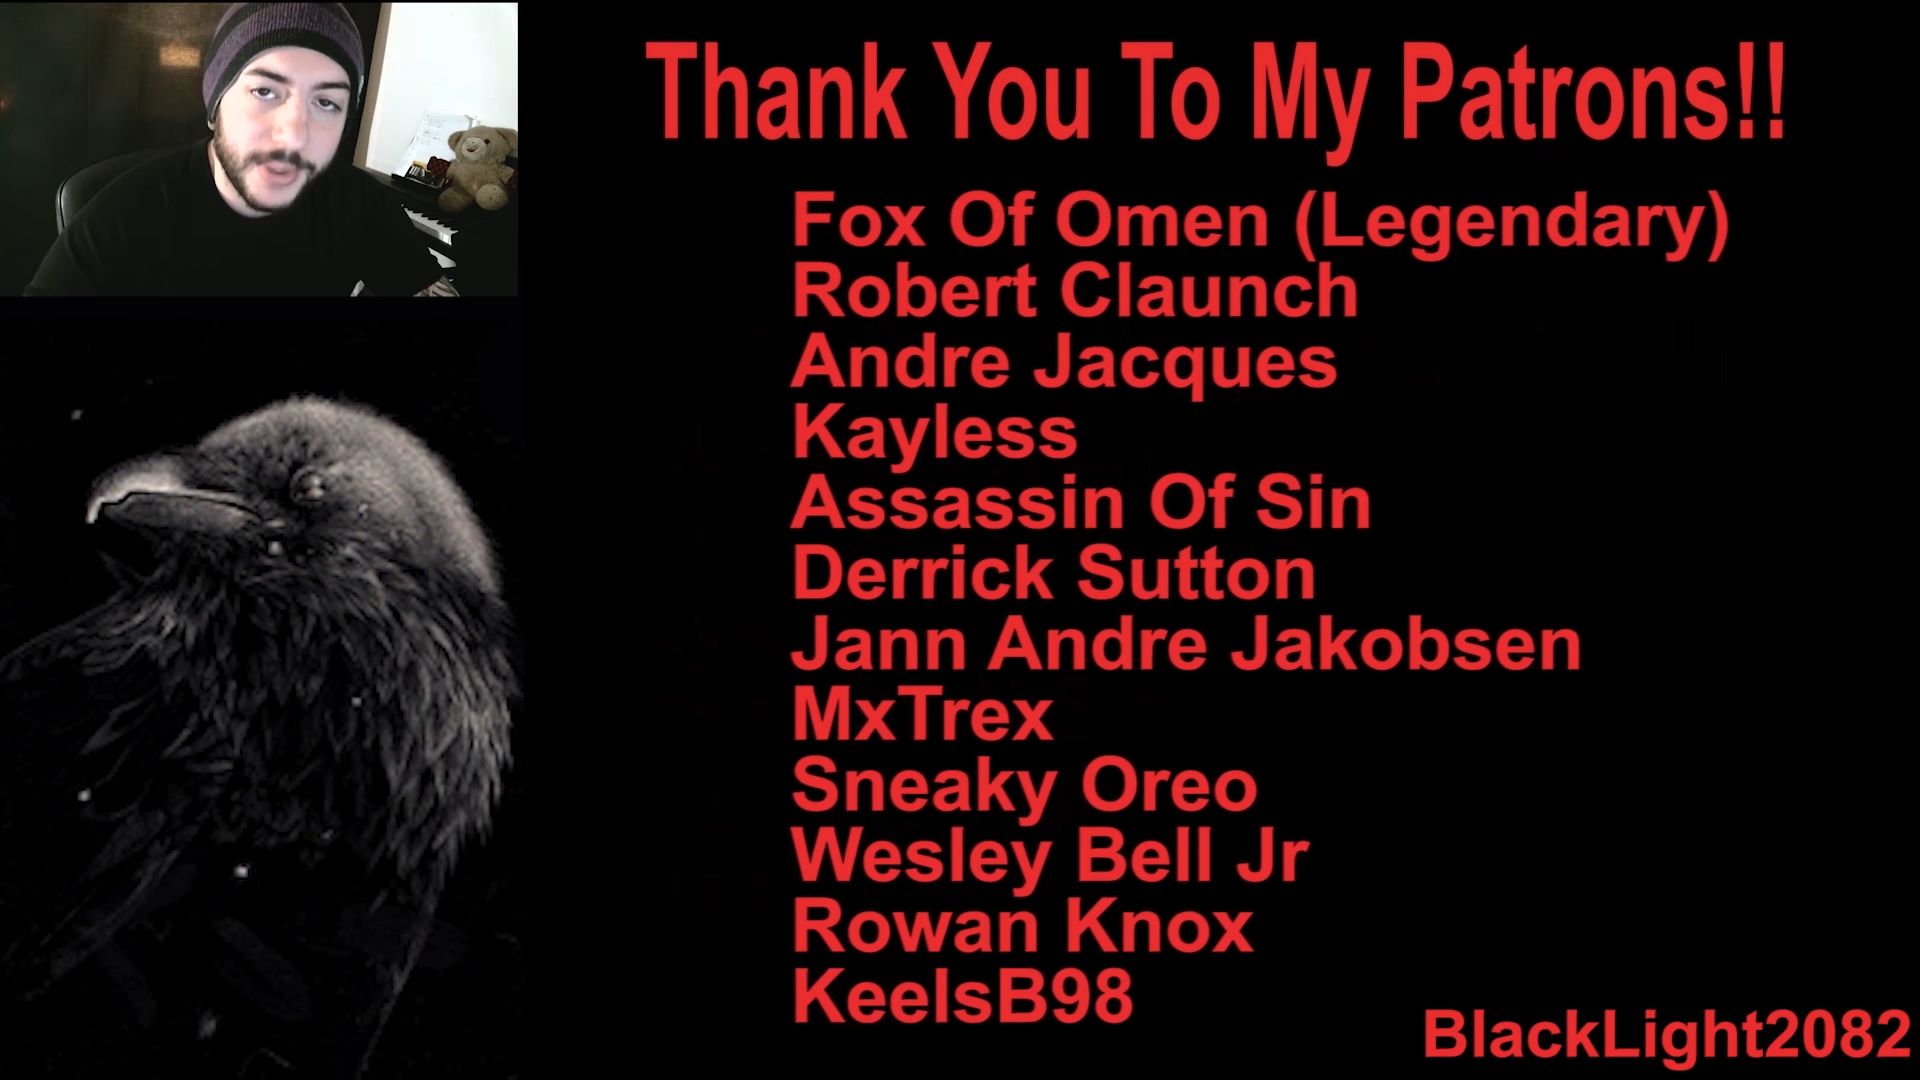 Thank You To My Patrons!!
Fox Of Omen (Legendary)
Robert Claunch
Andre Jacques
Kayless
Assassin Of Sin
Derrick Sutton
Jann Andre Jakobsen
MxTrex
Sneaky Oreo
Wesley Bell Jr
Rowan Knox
KeelsB98
BlackLight2082